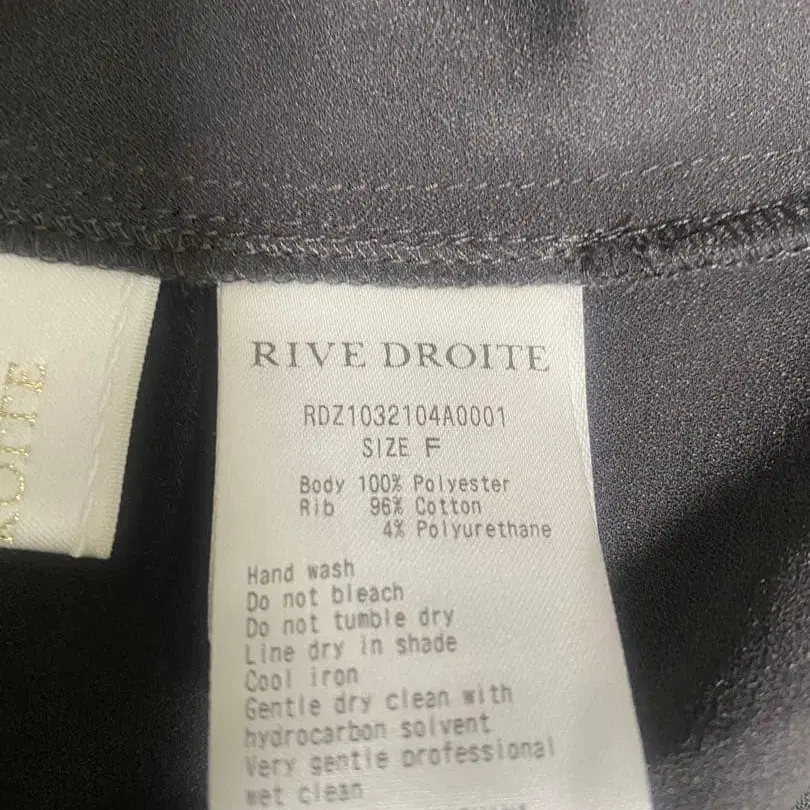 RIVE DROITE
RDZ1032104A0001
SIZE F
Body 100% Polyester
Rib 96% Cotton
4% Polyurethane
Hand wash
Do not bleach
Do not tumble dry
Line dry in shade
Cool iron
Gentle dry clean with
hydrocarbon solvent
Very gentle professional
wet clean
OITE